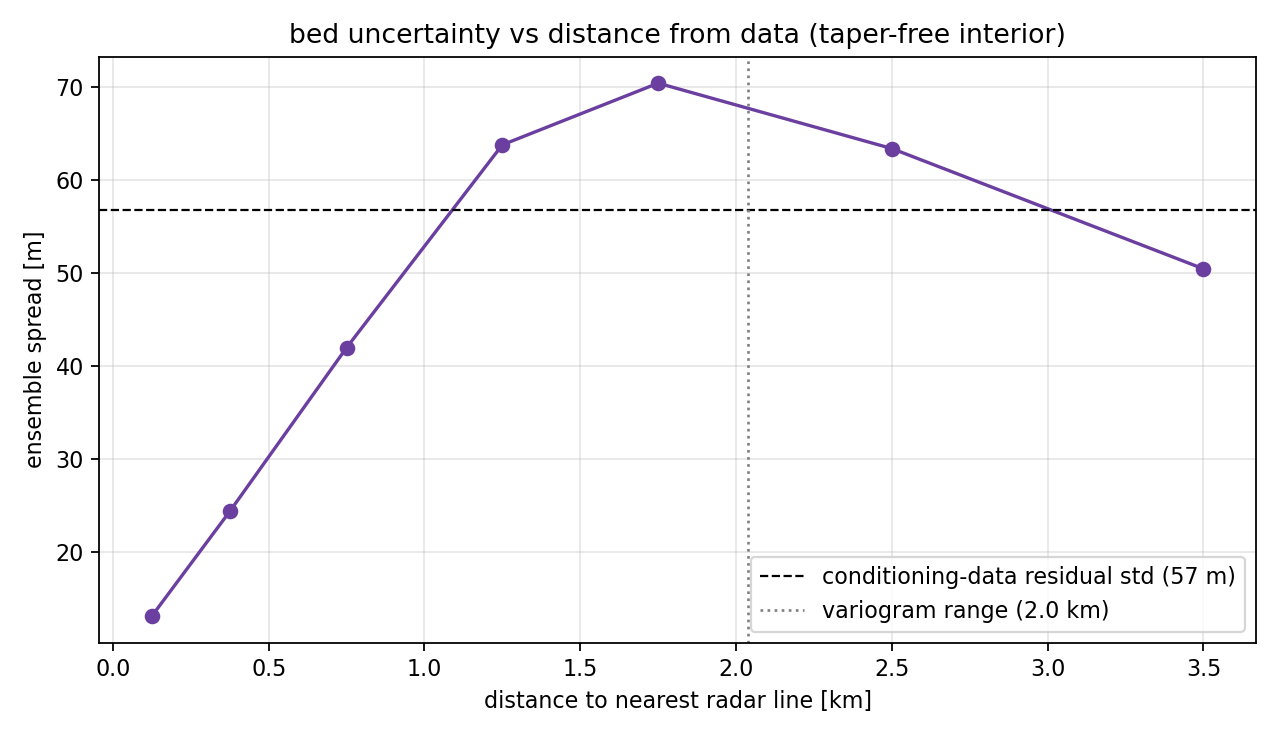 bed uncertainty vs distance from data (taper-free interior)
ensemble spread [m]
70
60
50
40
30
20
conditioning-data residual std (57 m)
variogram range (2.0 km)
0.0 0.5 1.0 1.5 2.0 2.5 3.0 3.5
distance to nearest radar line [km]